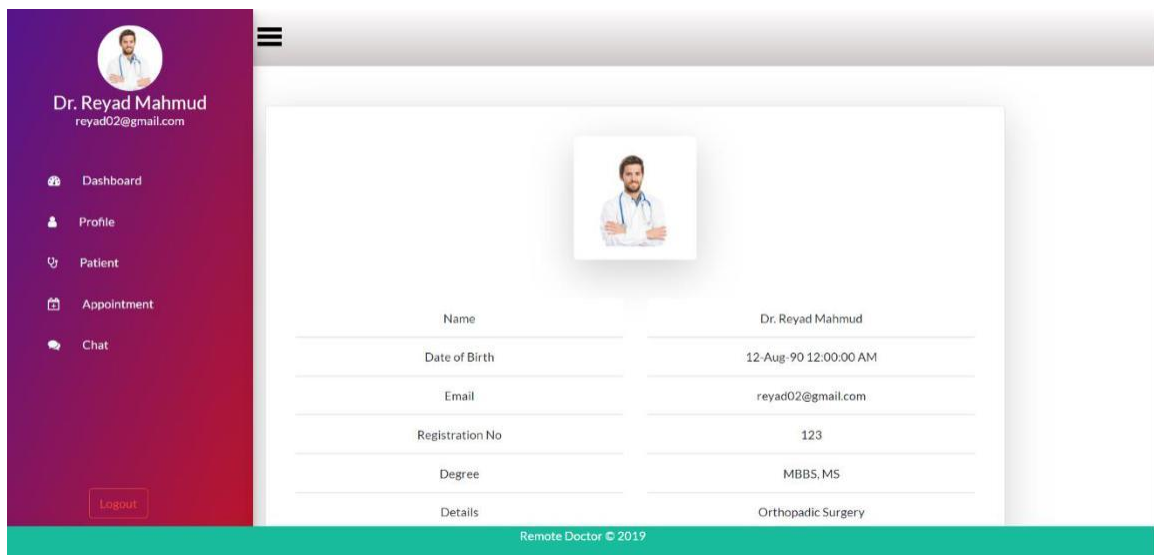 Dr. Reyad Mahmud
reyad02@gmail.com
Dashboard
Profile
Patient
Appointment
Chat
Logout
Name Dr. Reyad Mahmud
Date of Birth 12-Aug-90 12:00:00 AM
Email reyad02@gmail.com
Registration No 123
Degree MBBS, MS
Details Orthopadic Surgery
Remote Doctor © 2019